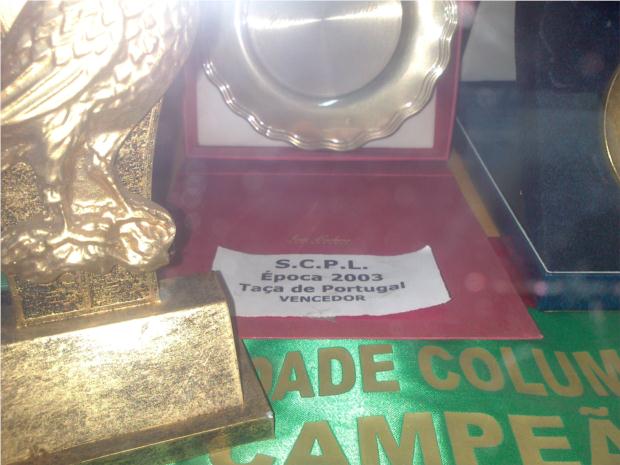 S.C.P.L.
Época 2003
Taça de Portugal
VENCEDOR
DADE COLUM
CAMPEÃ